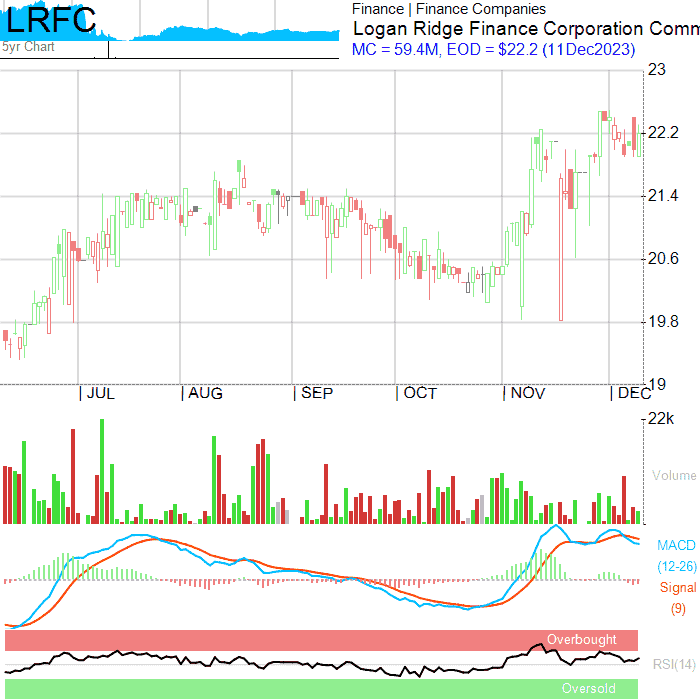 LRFC
5yr Chart
Finance | Finance Companies
Logan Ridge Finance Corporation Comm
MC = 59.4M, EOD = $22.2 (11Dec2023)
23
22.2
21.4
20.6
19.8
19
| JUL | AUG | SEP | OCT | NOV | DEC
22k
Volume
MACD
(12-26)
Signal
(9)
Overbought
RSI(14)
Oversold